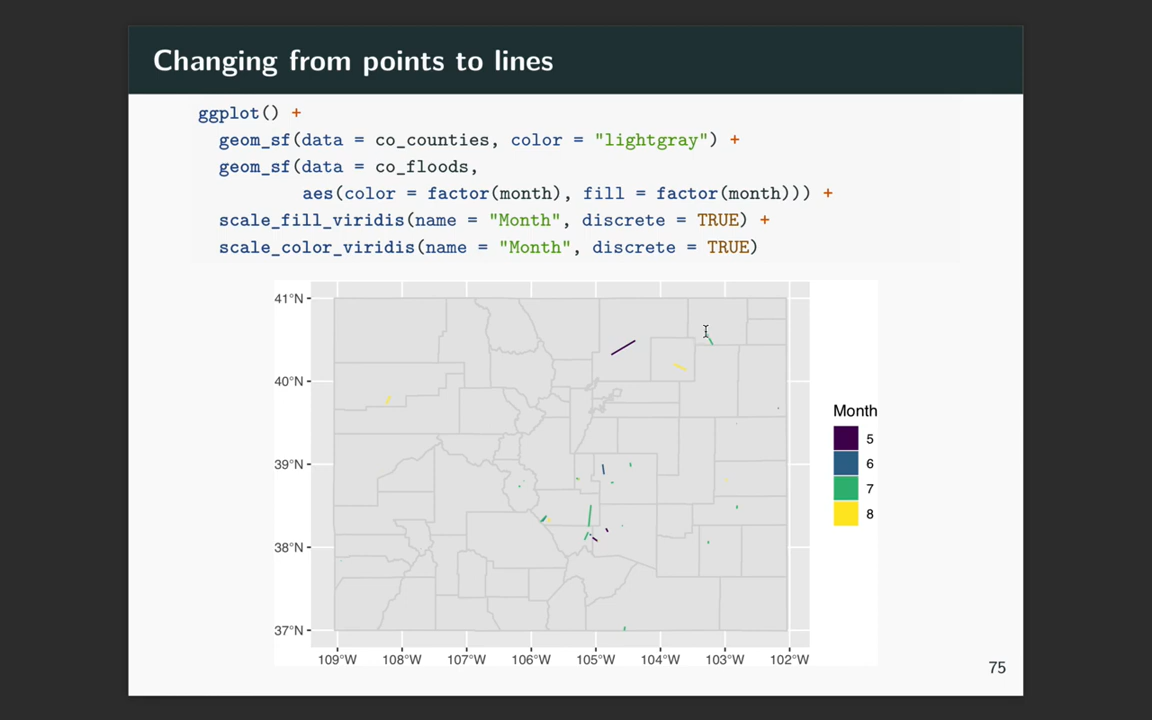 Changing from points to lines
ggplot() +
geom_sf(data = co_counties, color = "lightgray") +
geom_sf(data = co_floods,
aes(color = factor(month), fill = factor(month))) +
scale_fill_viridis(name = "Month", discrete = TRUE) +
scale_color_viridis(name = "Month", discrete = TRUE)
41°N
40°N
39°N
38°N
37°N
109°W 108°W 107°W 106°W 105°W 104°W 103°W 102°W
Month
5
6
7
8
75